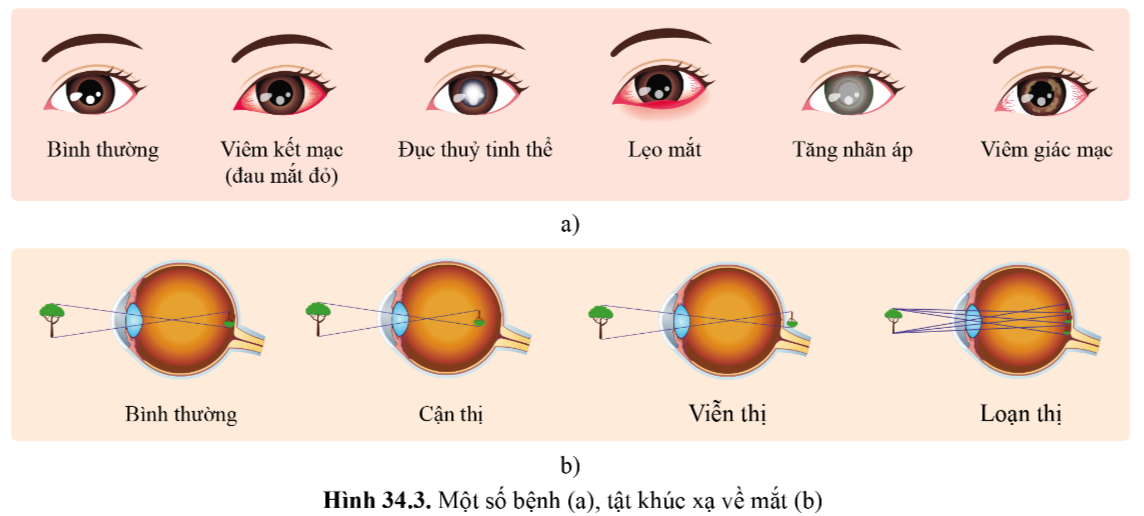 Bình thường
Viêm kết mạc
(đau mắt đỏ)
Đục thuỷ tinh thể
Lẹo mắt
Tăng nhãn áp
Viêm giác mạc
a)
Bình thường
Cận thị
Viễn thị
Loạn thị
b)
Hình 34.3. Một số bệnh (a), tật khúc xạ về mắt (b)